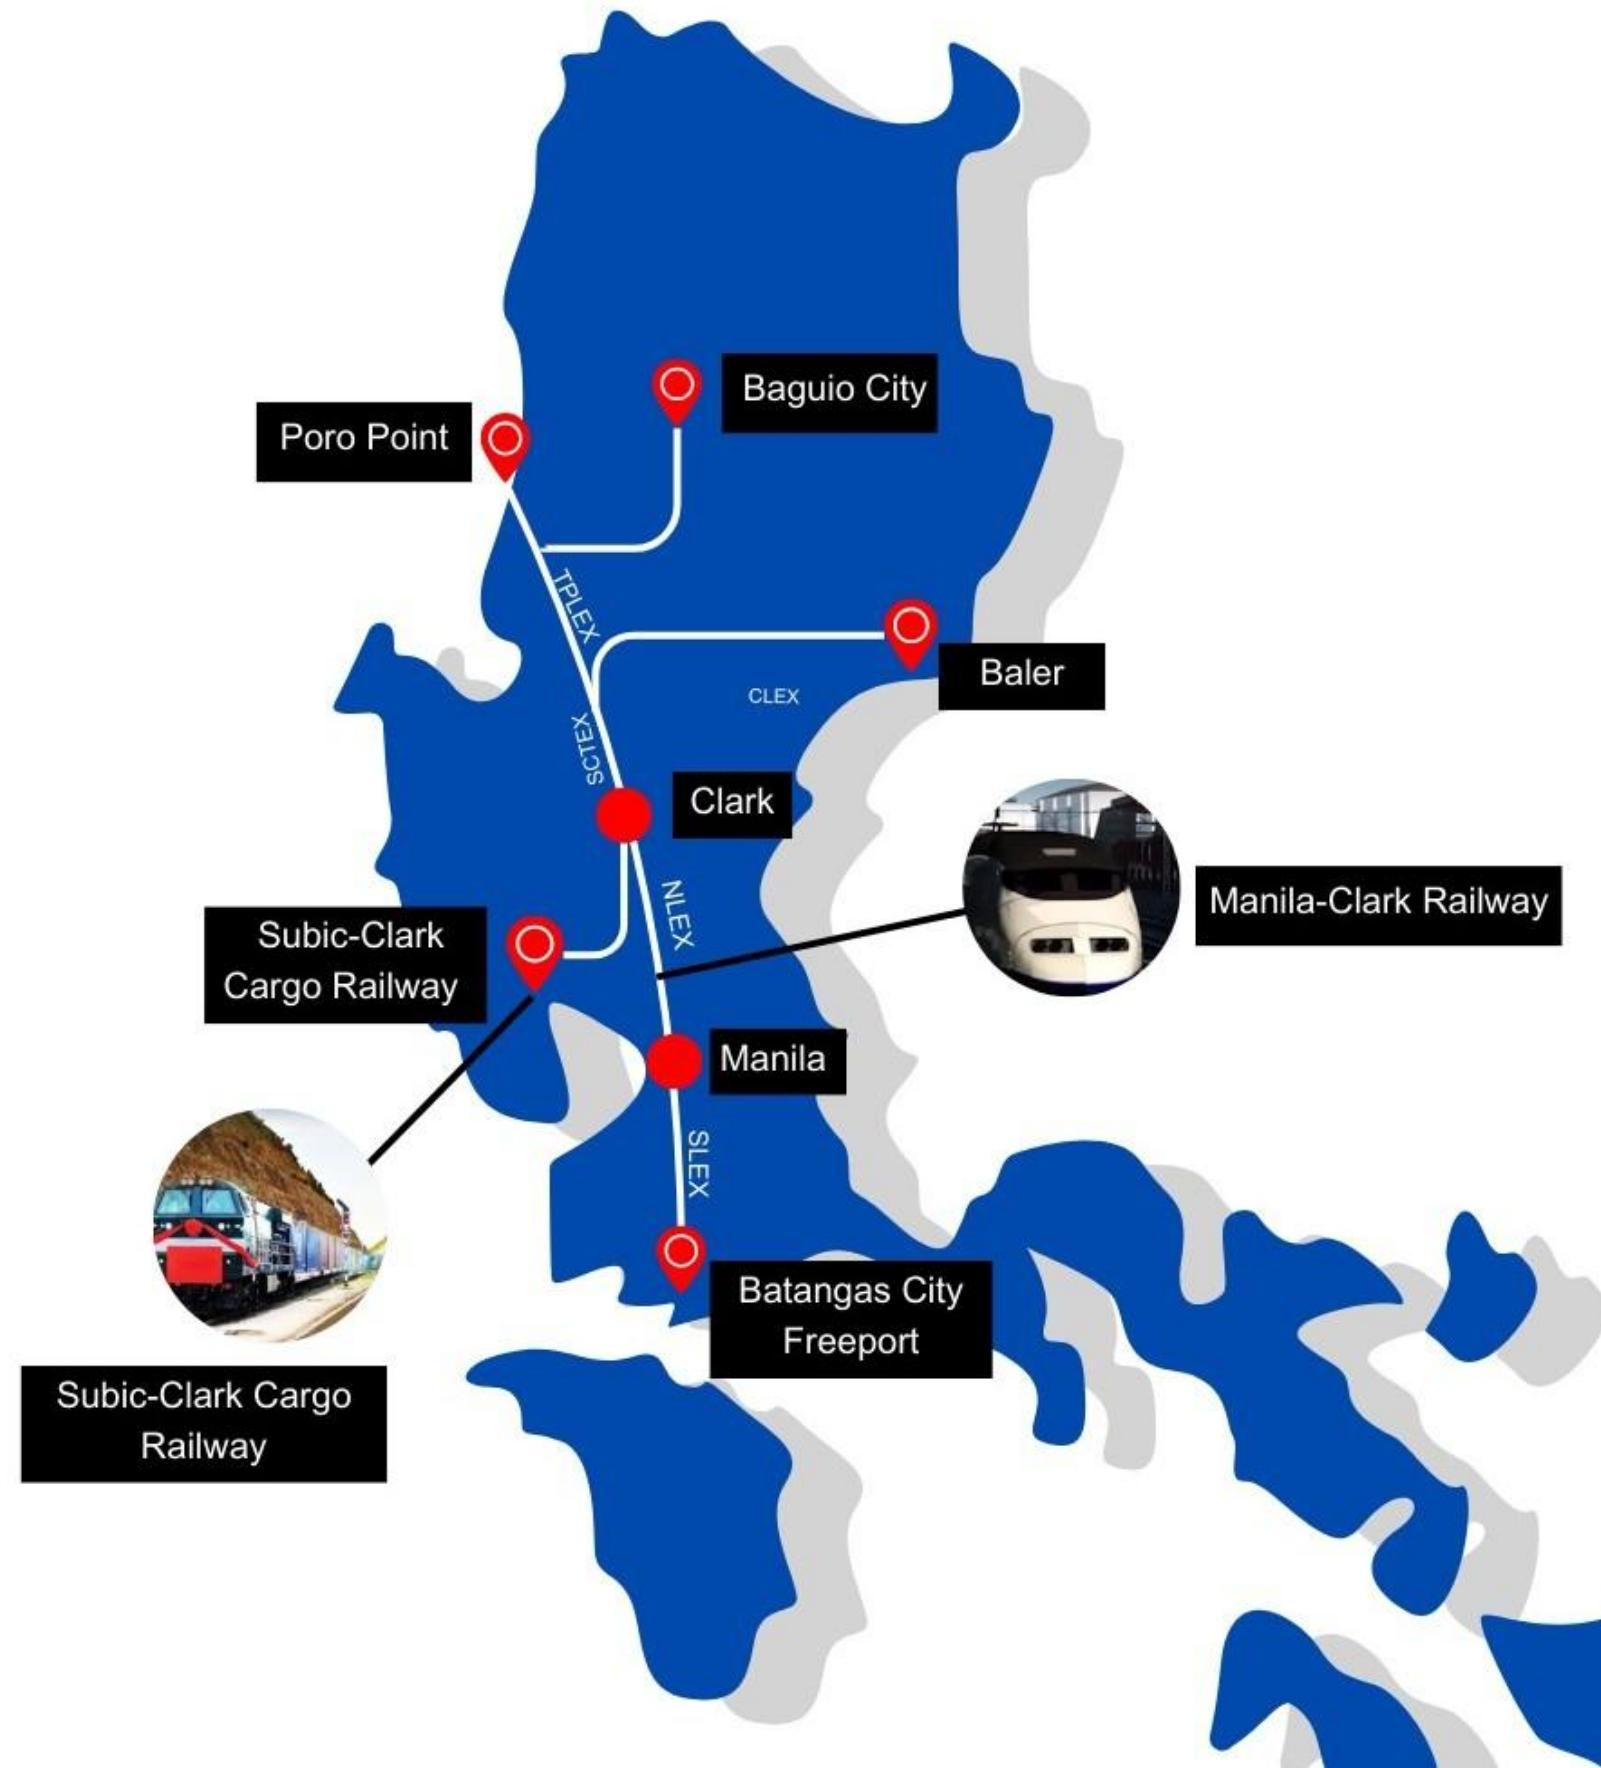 Baguio City
Poro Point
TPLEX
Baler
CLEX
SCTEX
Clark
Manila-Clark Railway
NLEX
Subic-Clark
Cargo Railway
Manila
SLEX
Batangas City
Freeport
Subic-Clark Cargo
Railway